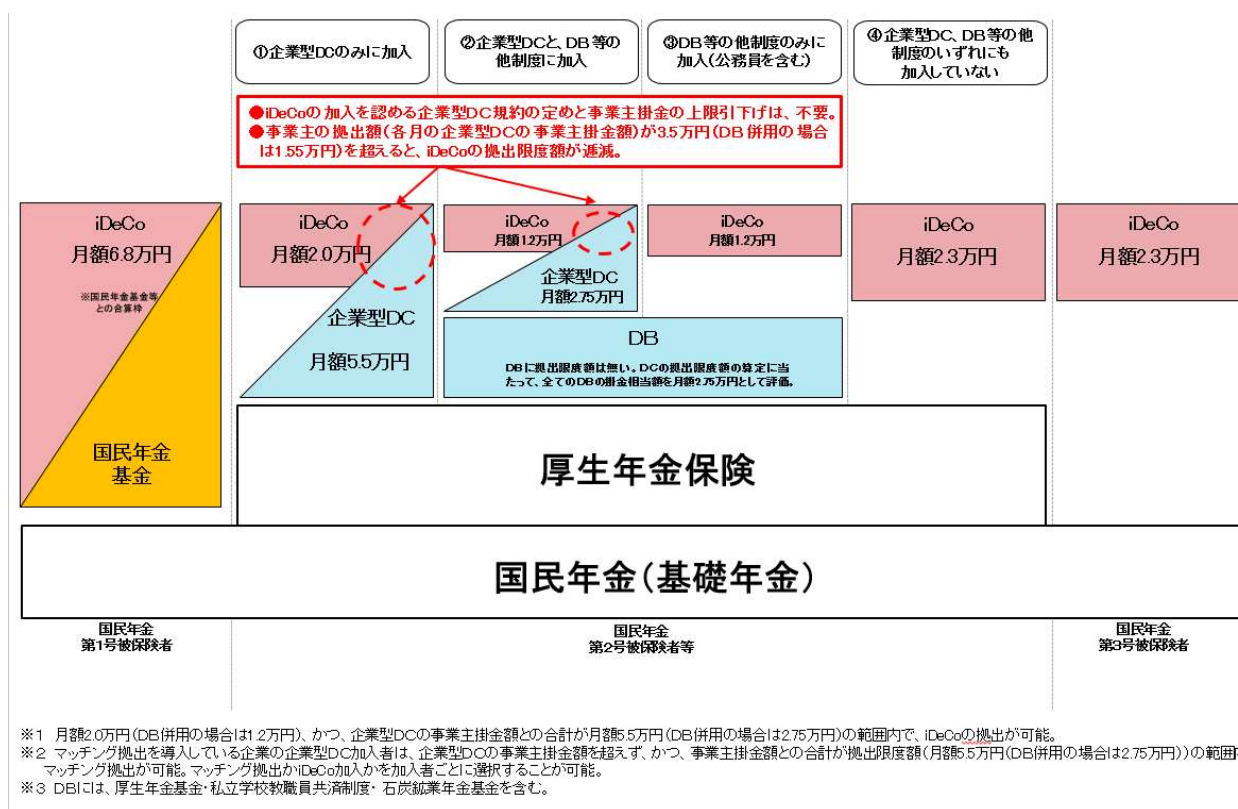 ①企業型DCのみに加入
②企業型DCと、DB等の
他制度に加入
③DB等の他制度のみに
加入(公務員を含む)
④企業型DC、DB等の他
制度のいずれにも
加入していない
●iDeCoの加入を認める企業型DC規約の定めと事業主掛金の上限引下げは、不要。
●事業主の拠出額(各月の企業型DCの事業主掛金額)が3.5万円(DB併用の場合
は1.55万円)を超えると、iDeCoの拠出限度額が逓減。
iDeCo
月額6.8万円
※国民年金基金等
との合算枠
国民年金
基金
iDeCo
月額2.0万円
企業型DC
月額5.5万円
iDeCo
月額1.2万円
企業型DC
月額2.75万円
iDeCo
月額1.2万円
DB
DBに拠出限度額は無い。DCの拠出限度額の算定に当
たって、全てのDBの掛金相当額を月額2.75万円として評価。
iDeCo
月額2.3万円
iDeCo
月額2.3万円
厚生年金保険
国民年金(基礎年金)
国民年金
第1号被保険者
国民年金
第2号被保険者等
国民年金
第3号被保険者
※1 月額2.0万円(DB併用の場合は1.2万円)、かつ、企業型DCの事業主掛金額との合計が月額5.5万円(DB併用の場合は2.75万円)の範囲内で、iDeCoの拠出が可能。
※2 マッチング拠出を導入している企業の企業型DC加入者は、企業型DCの事業主掛金額を超えず、かつ、事業主掛金額との合計が拠出限度額(月額5.5万円(DB併用の場合は2.75万円))の範囲
マッチング拠出が可能。マッチング拠出かiDeCo加入かを加入者ごとに選択することが可能。
※3 DBには、厚生年金基金・私立学校教職員共済制度・石炭鉱業年金基金を含む。